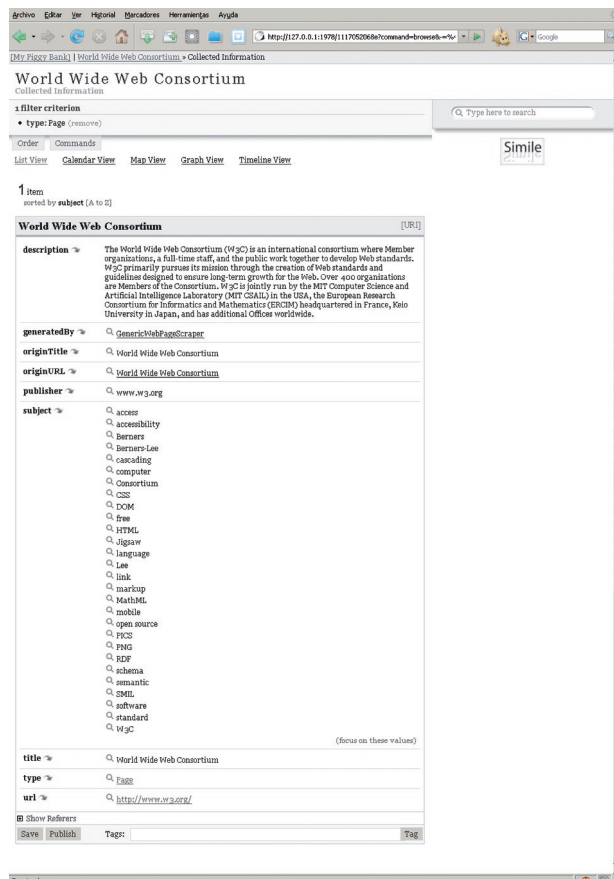 Archivo Editar Ver Historial Marcadores Herramientas Ayuda
http://127.0.0.1:1978/1117052068e?command=browse&-=%
G Google
[My Piggy Bank] | World Wide Web Consortium » Collected Information
World Wide Web Consortium
Collected Information
1 filter criterion
• type: Page (remove)
Type here to search
Order Commands
Simile
List View Calendar View Map View Graph View Timeline View
1 item
sorted by subject (A to Z)
World Wide Web Consortium [URI]
description
The World Wide Web Consortium (W3C) is an international consortium where Member
organizations, a full-time staff, and the public work together to develop Web standards.
W3C primarily pursues its mission through the creation of Web standards and
guidelines designed to ensure long-term growth for the Web. Over 400 organizations
are Members of the Consortium. W3C is jointly run by the MIT Computer Science and
Artificial Intelligence Laboratory (MIT CSAIL) in the USA, the European Research
Consortium for Informatics and Mathematics (ERCIM) headquartered in France, Keio
University in Japan, and has additional Offices worldwide.
generatedBy GenericWebPageScraper
originTitle World Wide Web Consortium
originURL World Wide Web Consortium
publisher www.w3.org
subject access
accessibility
Berners
Berners-Lee
cascading
computer
Consortium
CSS
DOM
free
HTML
Jigsaw
language
Lee
link
markup
MathML
mobile
open source
PICS
PNG
RDF
schema
semantic
SMIL
software
standard
W3C
(focus on these values)
title World Wide Web Consortium
type Page
url http://www.w3.org/
Show Referers
Save Publish Tags: Tag